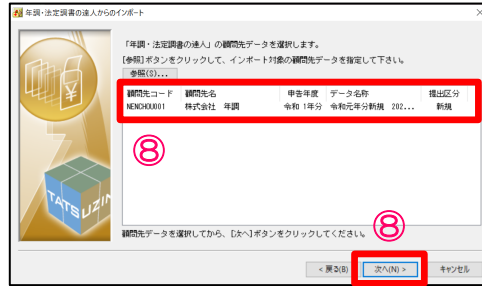 年調・法定調書の達人からのインポート
「年調・法定調書の達人」の顧問先データを選択します。
[参照]ボタンをクリックして、インポート対象の顧問先データを指定して下さい。
参照(S)...
顧問先コード 顧問先名 申告年度 データ名称 提出区分
NENCHOU001 株式会社 年調 令和 1年分 令和元年分新規 202... 新規
⑧
TATSUZIN
顧問先データを選択してから、[次へ]ボタンをクリックしてください。
⑧
< 戻る(B) 次へ(N) > キャンセル